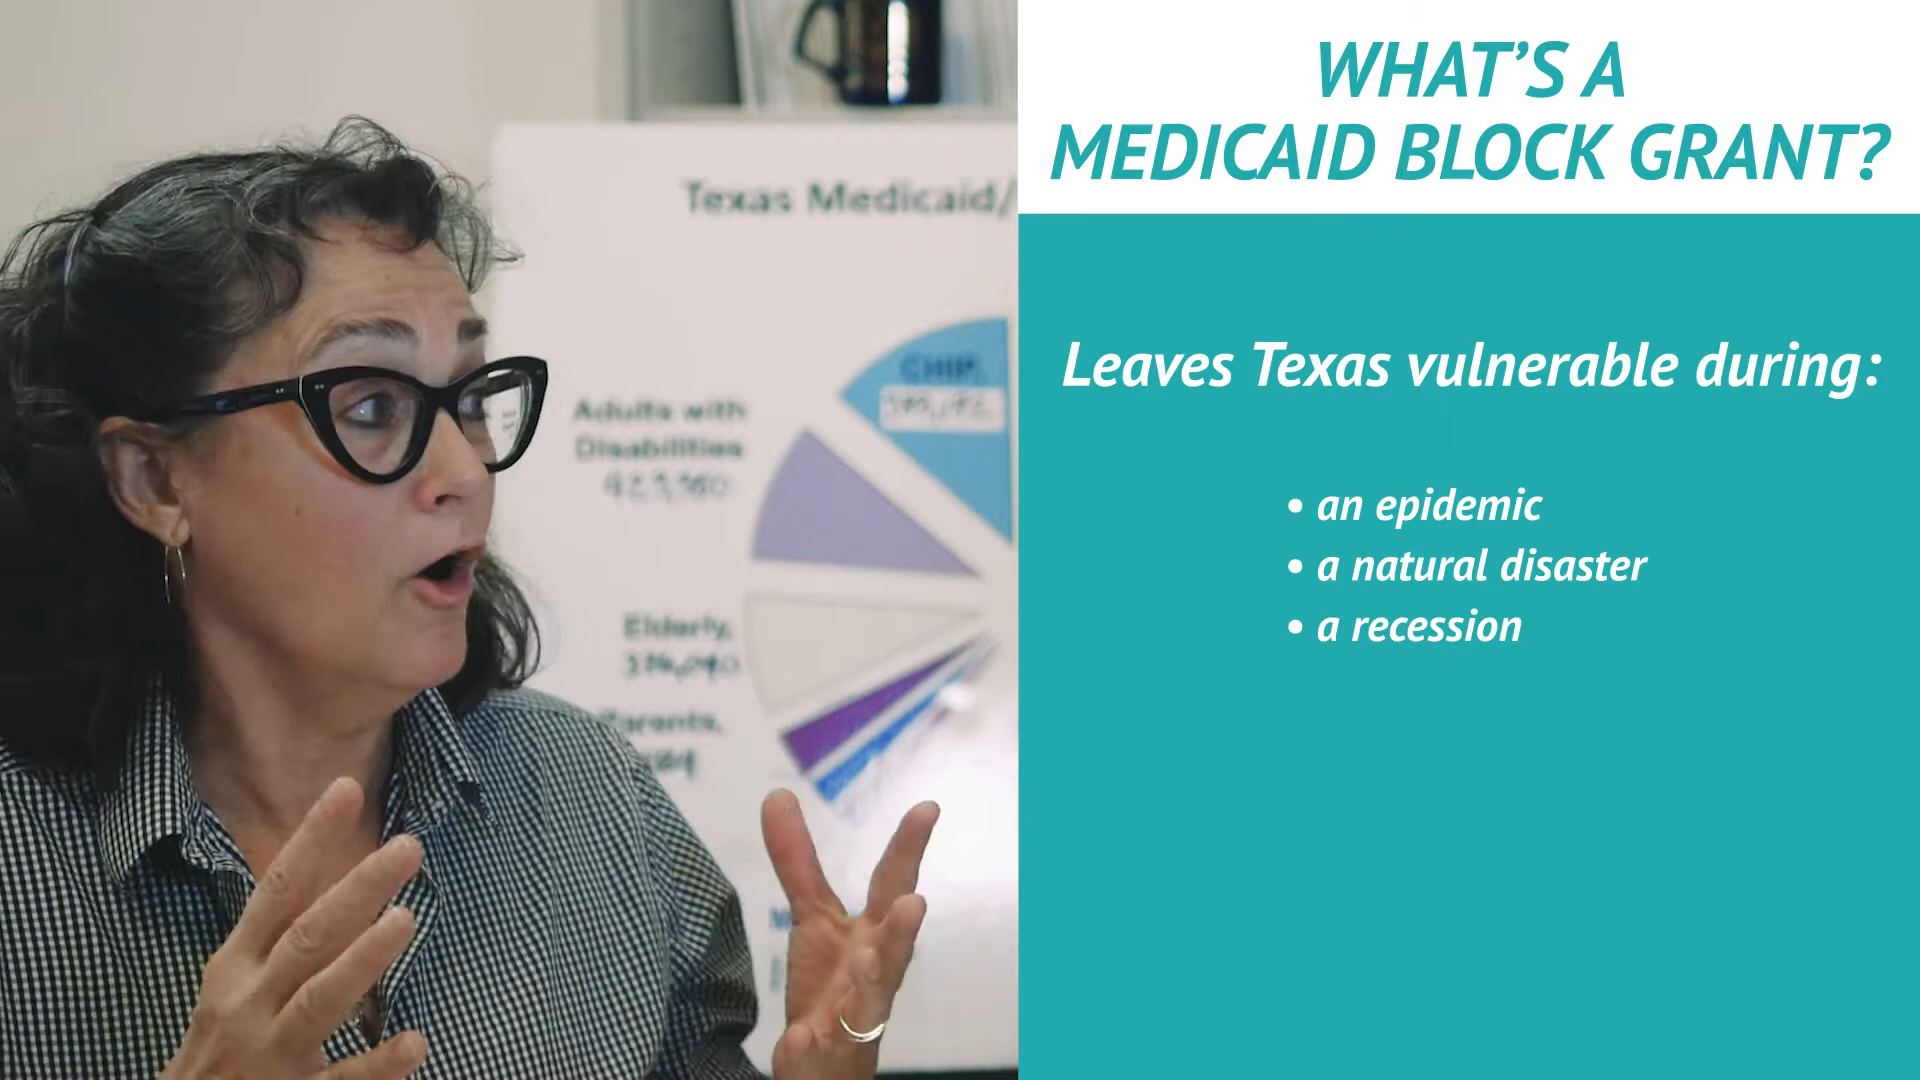 WHAT'S A
MEDICAID BLOCK GRANT?
Leaves Texas vulnerable during:
• an epidemic
• a natural disaster
• a recession
Texas Medicaid/
CHIP,
Adults with
Disabilities
Elderly,